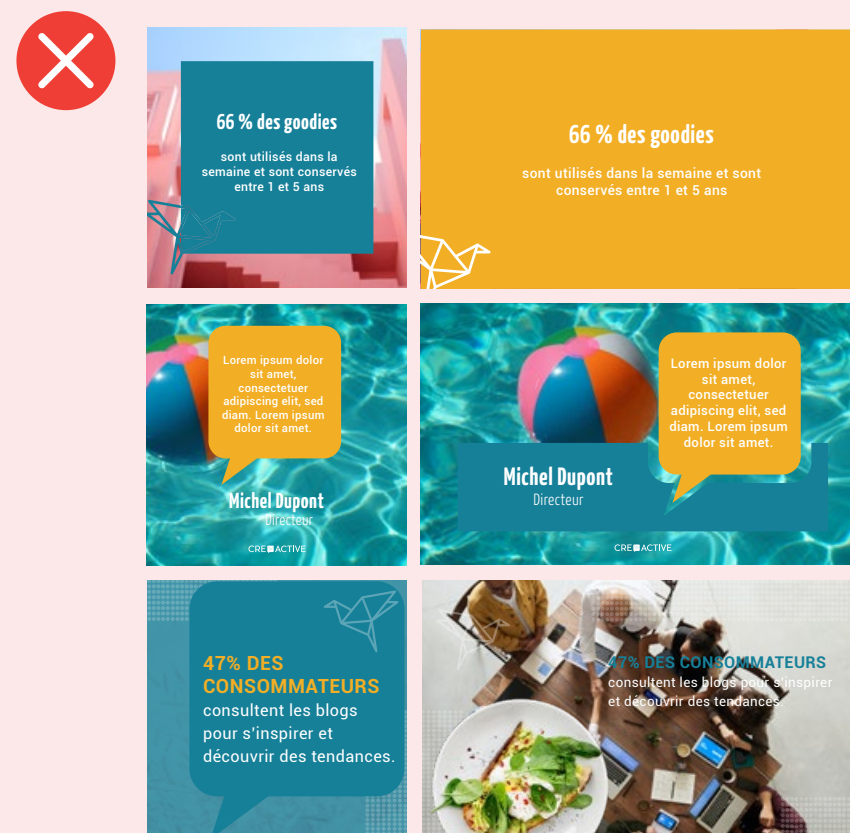 66 % des goodies
sont utilisés dans la
semaine et sont conservés
entre 1 et 5 ans
66 % des goodies
sont utilisés dans la semaine et sont
conservés entre 1 et 5 ans
Lorem ipsum dolor
sit amet,
consectetuer
adipiscing elit, sed
diam. Lorem ipsum
dolor sit amet.
Michel Dupont
Directeur
CRE ACTIVE
Lorem ipsum dolor
sit amet,
consectetuer
adipiscing elit, sed
diam. Lorem ipsum
dolor sit amet.
Michel Dupont
Directeur
CRE ACTIVE
47% DES
CONSOMMATEURS
consultent les blogs
pour s'inspirer et
découvrir des tendances.
47% DES CONSOMMATEURS
consultent les blogs pour s'inspirer
et découvrir des tendances.